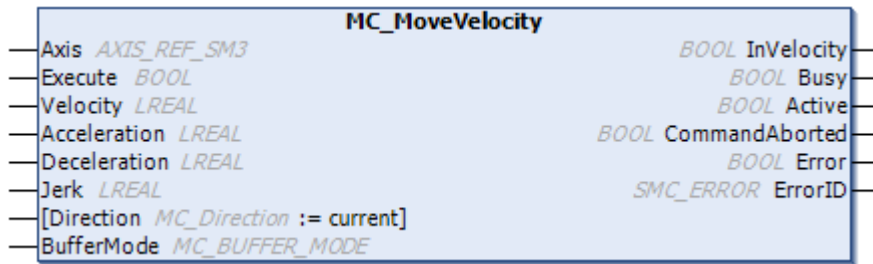 MC_MoveVelocity
Axis AXIS_REF_SM3 BOOL InVelocity
Execute BOOL BOOL Busy
Velocity LREAL BOOL Active
Acceleration LREAL BOOL CommandAborted
Deceleration LREAL BOOL Error
Jerk LREAL SMC_ERROR ErrorID
[Direction MC_Direction := current]
BufferMode MC_BUFFER_MODE